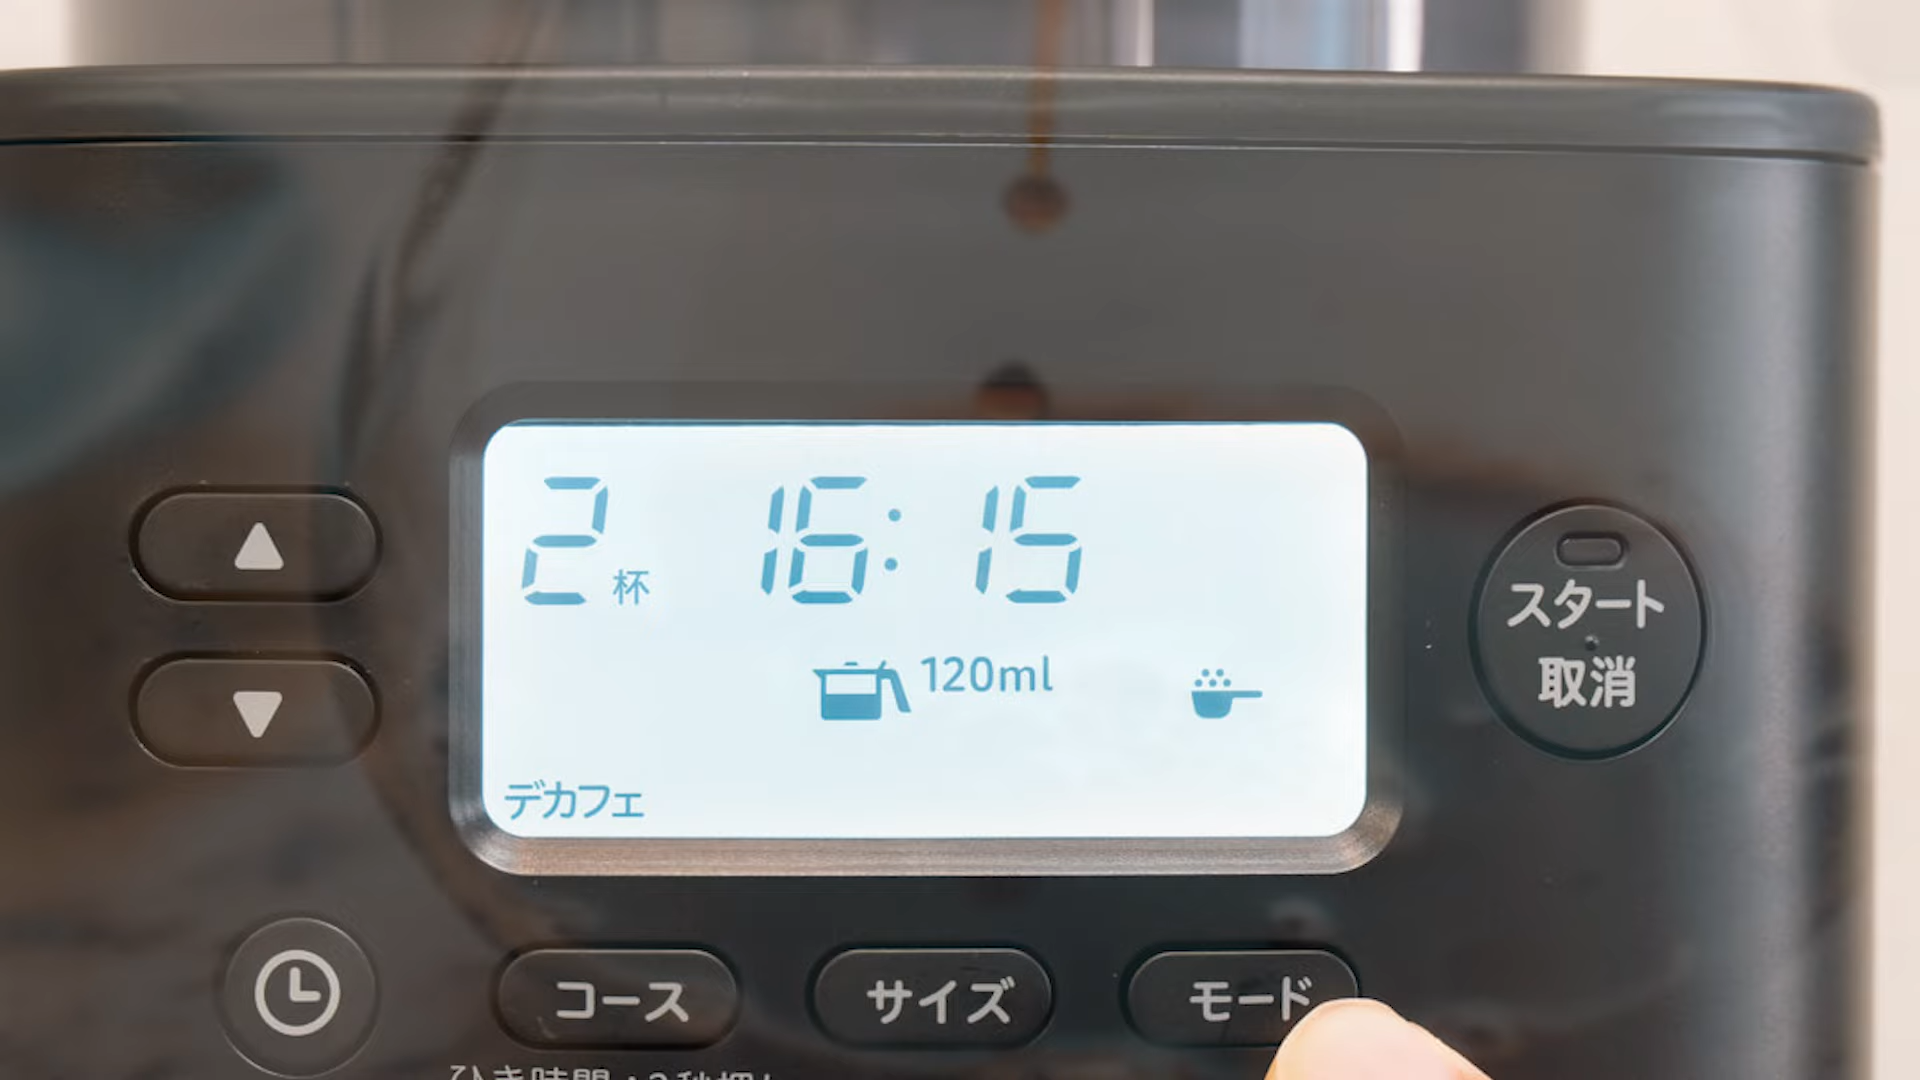 2杯 16:15
120ml
デカフェ
スタート
取消
コース
サイズ
モード